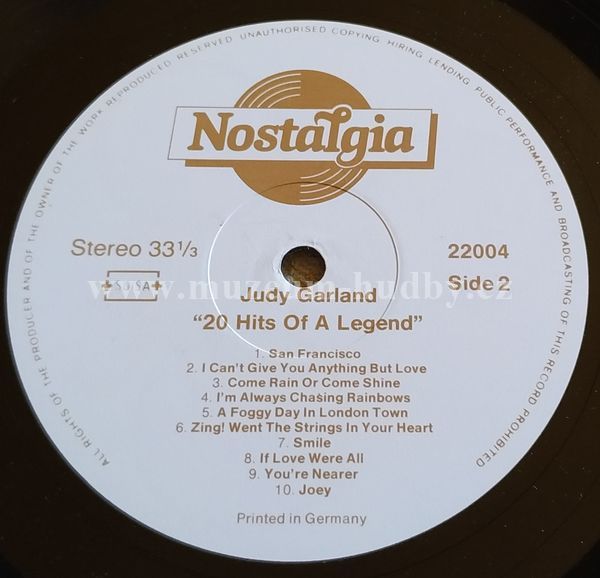 ALL RIGHTS OF THE PRODUCER AND OF THE OWNER OF THE WORK REPRODUCED RESERVED UNAUTHORISED COPYING HIRING LENDING PUBLIC PERFORMANCE AND BROADCASTING OF THIS RECORD PROHIBITED
Nostalgia
Stereo 33 1/3
22004
SUISA
Side 2
www.muzeum-hudby.cz
Judy Garland
“20 Hits Of A Legend”
1. San Francisco
2. I Can't Give You Anything But Love
3. Come Rain Or Come Shine
4. I'm Always Chasing Rainbows
5. A Foggy Day In London Town
6. Zing! Went The Strings In Your Heart
7. Smile
8. If Love Were All
9. You're Nearer
10. Joey
Printed in Germany